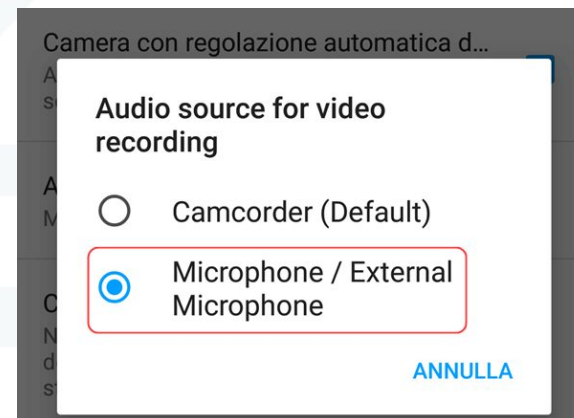 Camera con regolazione automatica d...
A
s
Audio source for video
recording
A
M
Camcorder (Default)
Microphone / External
Microphone
C
N
d
s
ANNULLA